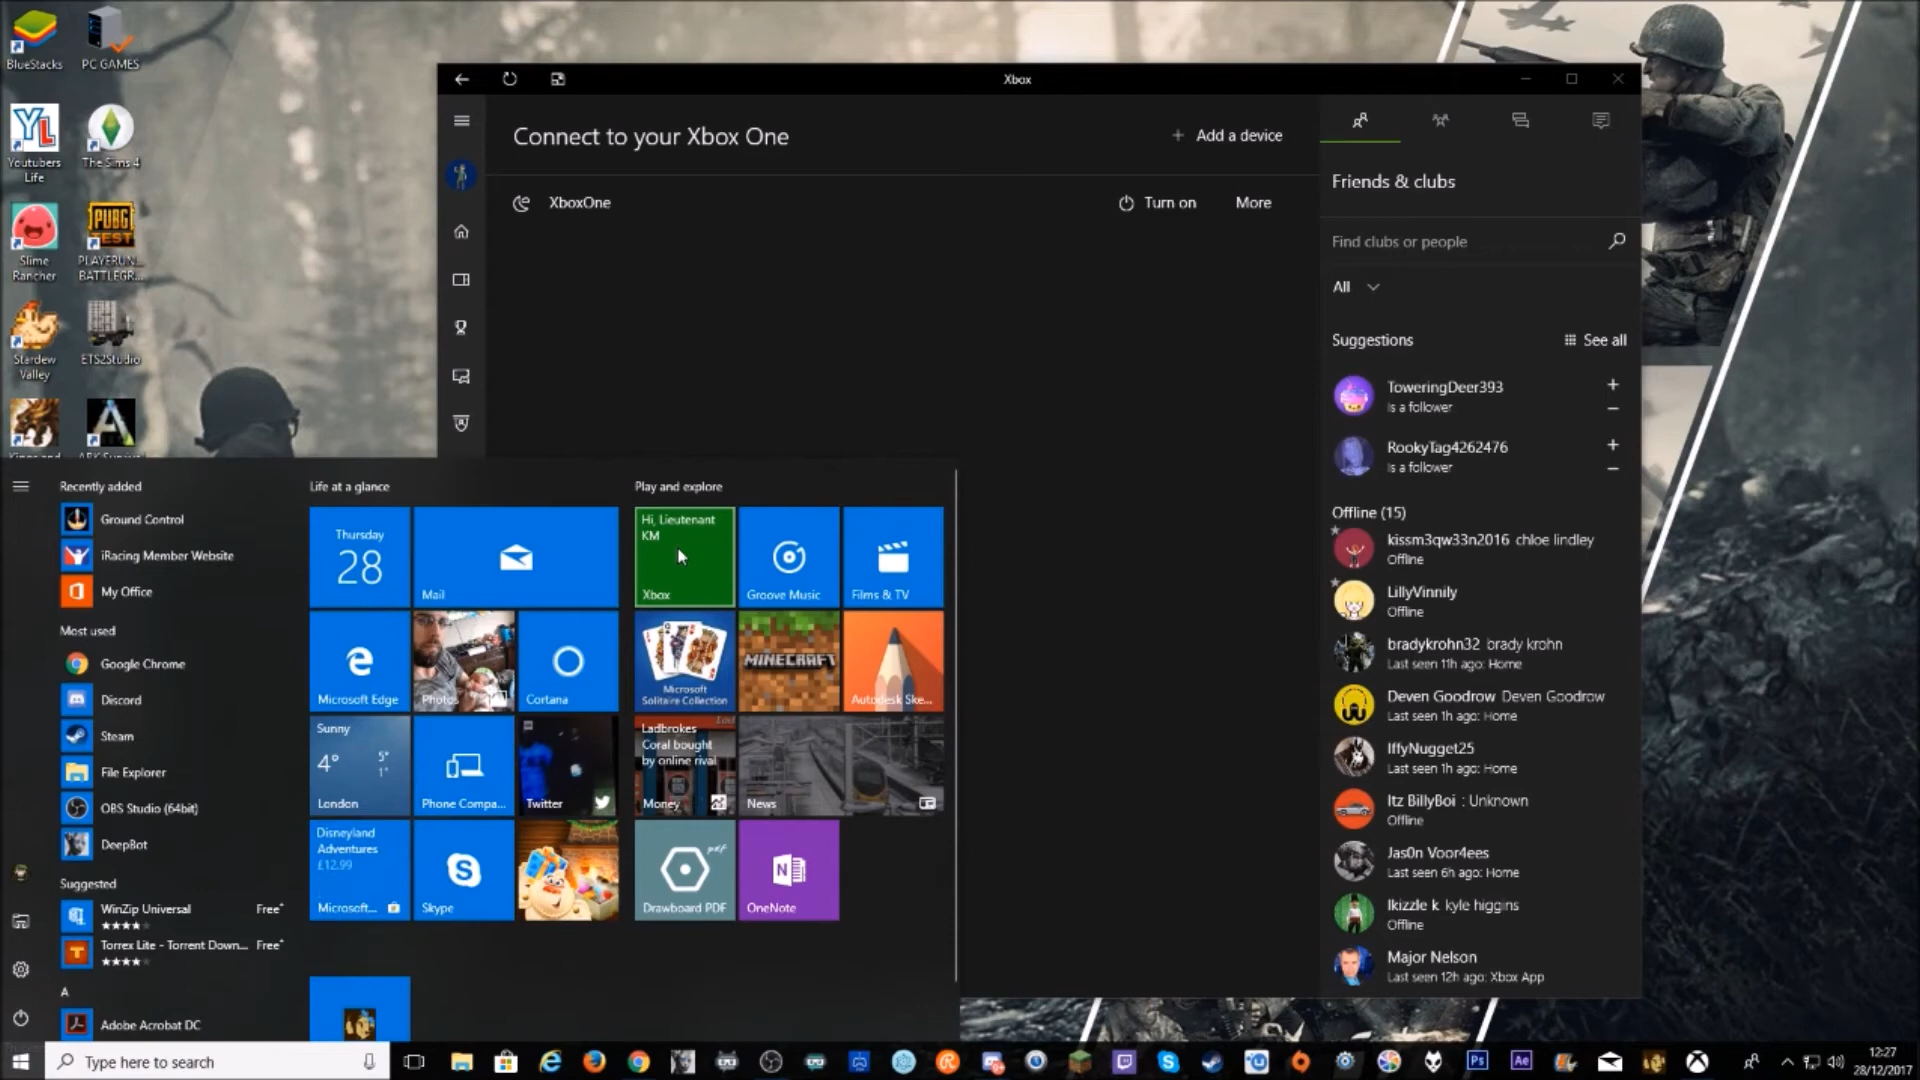 BlueStacks
PC GAMES
Youtubers Life
The Sims 4
Slime Rancher
PUBG TEST
PLAYERUN... BATTLEGR...
Stardew Valley
ETS2Studio
Xbox
Connect to your Xbox One
+ Add a device
XboxOne
Turn on
More
Friends & clubs
Find clubs or people
All
Suggestions
See all
ToweringDeer393
Is a follower
RookyTag4262476
Is a follower
Offline (15)
kissm3qw33n2016 chloe lindley
Offline
LillyVinnily
Offline
bradykrohn32 brady krohn
Last seen 11h ago: Home
Deven Goodrow Deven Goodrow
Last seen 1h ago: Home
IffyNugget25
Last seen 1h ago: Home
Itz BillyBoi : Unknown
Offline
Jas0n Voor4ees
Last seen 6h ago: Home
Ikizzle k kyle higgins
Offline
Major Nelson
Last seen 12h ago: Xbox App
Recently added
Ground Control
iRacing Member Website
My Office
Most used
Google Chrome
Discord
Steam
File Explorer
OBS Studio (64bit)
DeepBot
Suggested
WinZip Universal
Free*
Torrex Lite - Torrent Down...
Free*
A
Adobe Acrobat DC
Life at a glance
Thursday
28
Mail
Microsoft Edge
Photos
Cortana
Sunny
4°
5°
1°
London
Phone Compa...
Twitter
Disneyland
Adventures
£12.99
Microsoft...
Skype
Play and explore
Hi, Lieutenant
KM
Xbox
Groove Music
Films & TV
Microsoft
Solitaire Collection
MINECRAFT
Autodesk Ske...
Ladbrokes
Coral bought
by online rival
Money
News
pdf
Drawboard PDF
OneNote
Type here to search
Ps
Ae
12:27
28/12/2017